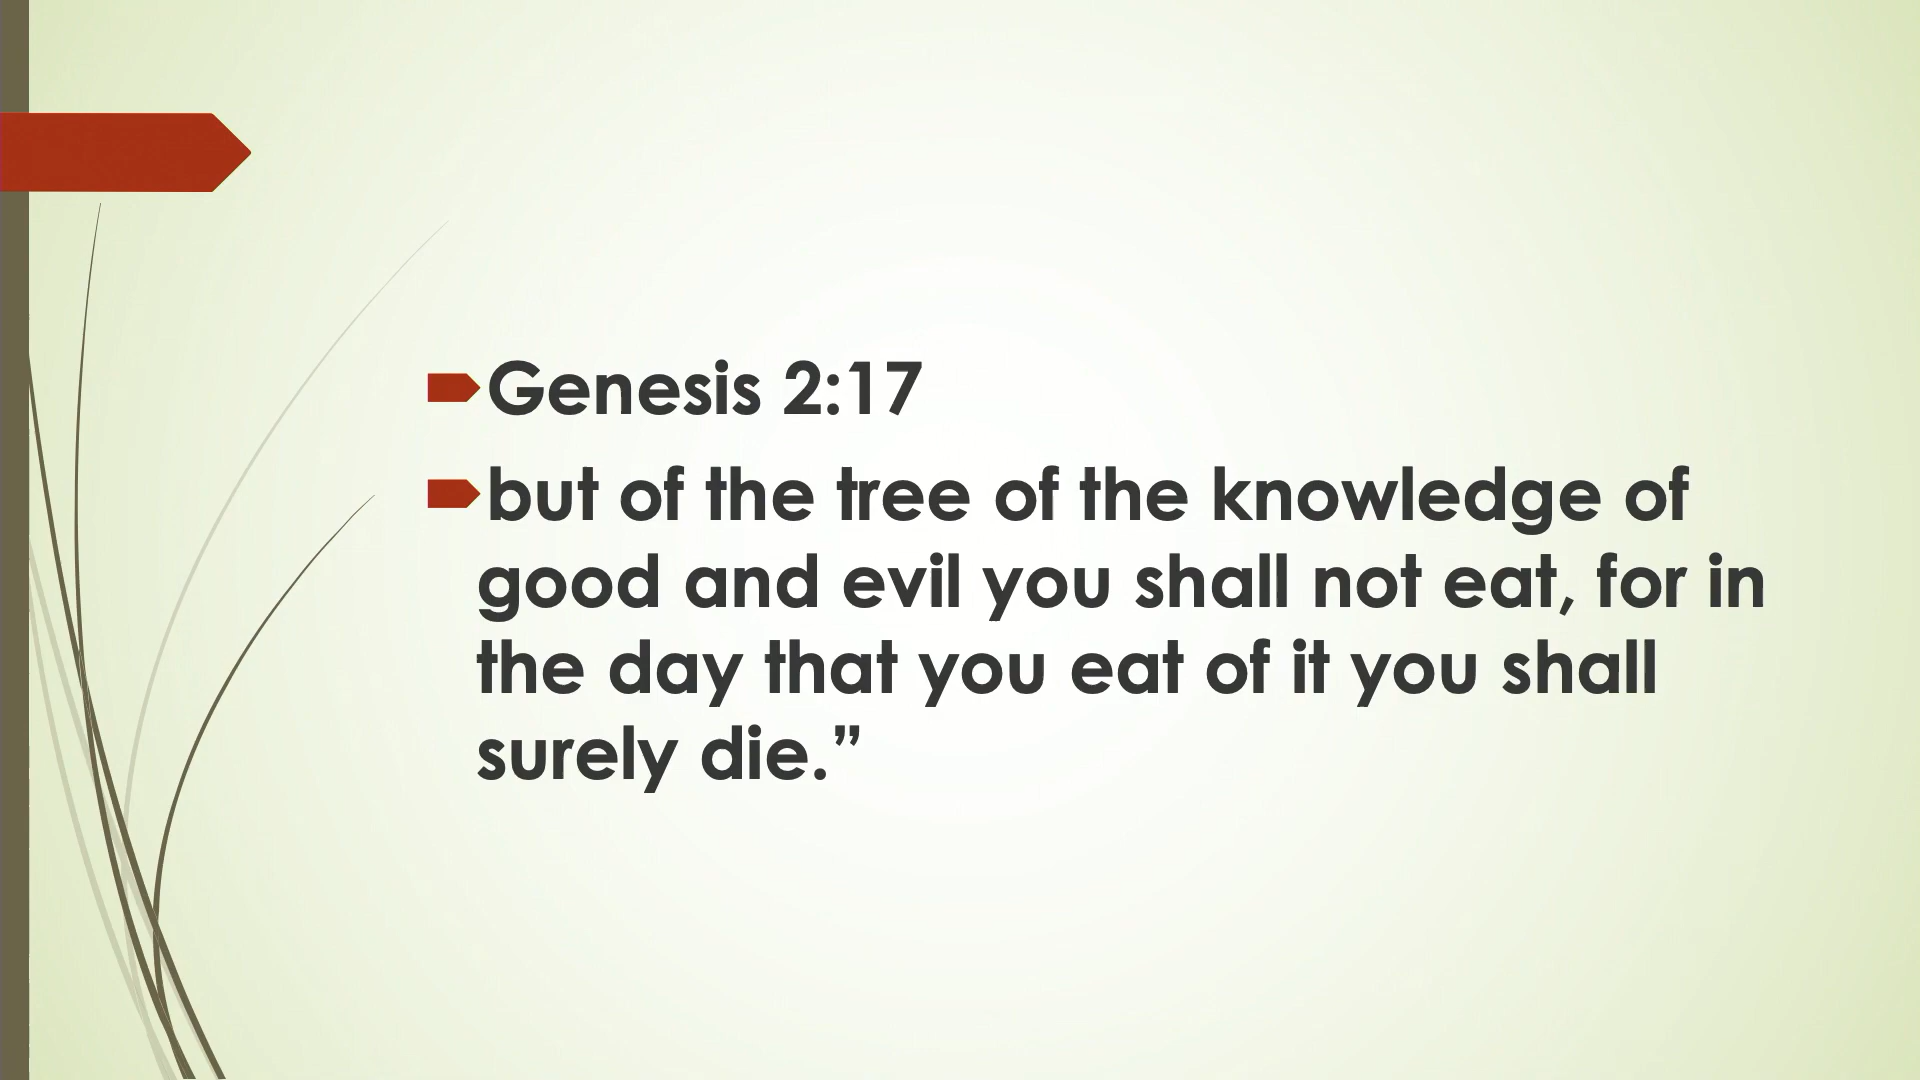 Genesis 2:17
but of the tree of the knowledge of
good and evil you shall not eat, for in
the day that you eat of it you shall
surely die.”